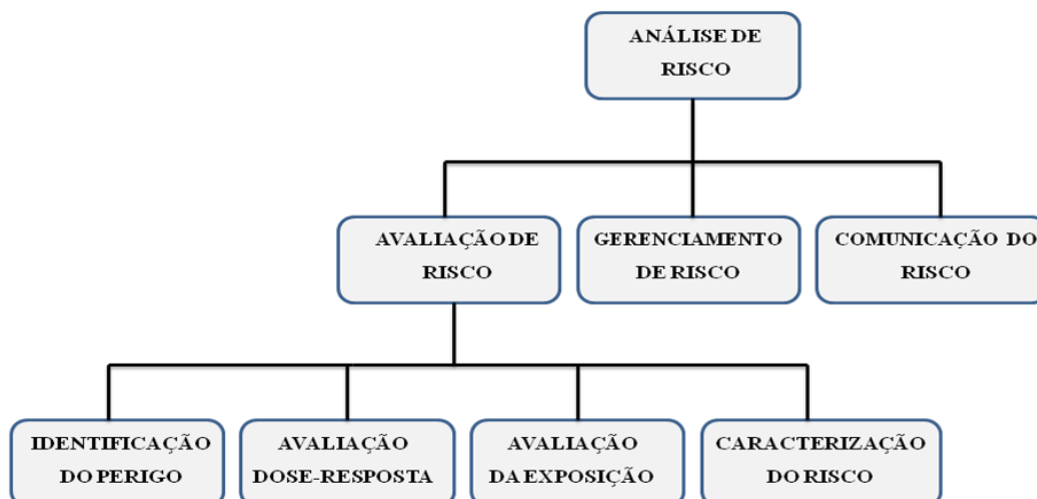 ANÁLISE DE
RISCO
AVALIAÇÃO DE
RISCO
GERENCIAMENTO
DE RISCO
COMUNICAÇÃO DO
RISCO
IDENTIFICAÇÃO
DO PERIGO
AVALIAÇÃO
DOSE-RESPOSTA
AVALIAÇÃO
DA EXPOSIÇÃO
CARACTERIZAÇÃO
DO RISCO